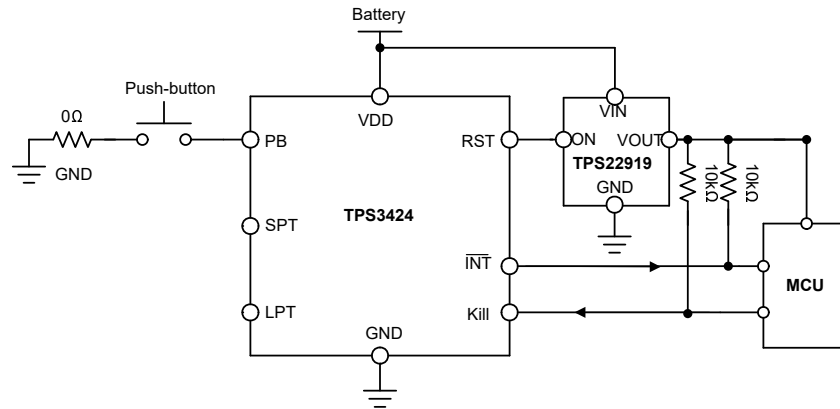 Battery
Push-button
0Ω
GND
VDD
PB
RST
VIN
ON
VOUT
TPS22919
GND
10kΩ
10kΩ
SPT
TPS3424
INT
MCU
LPT
Kill
GND